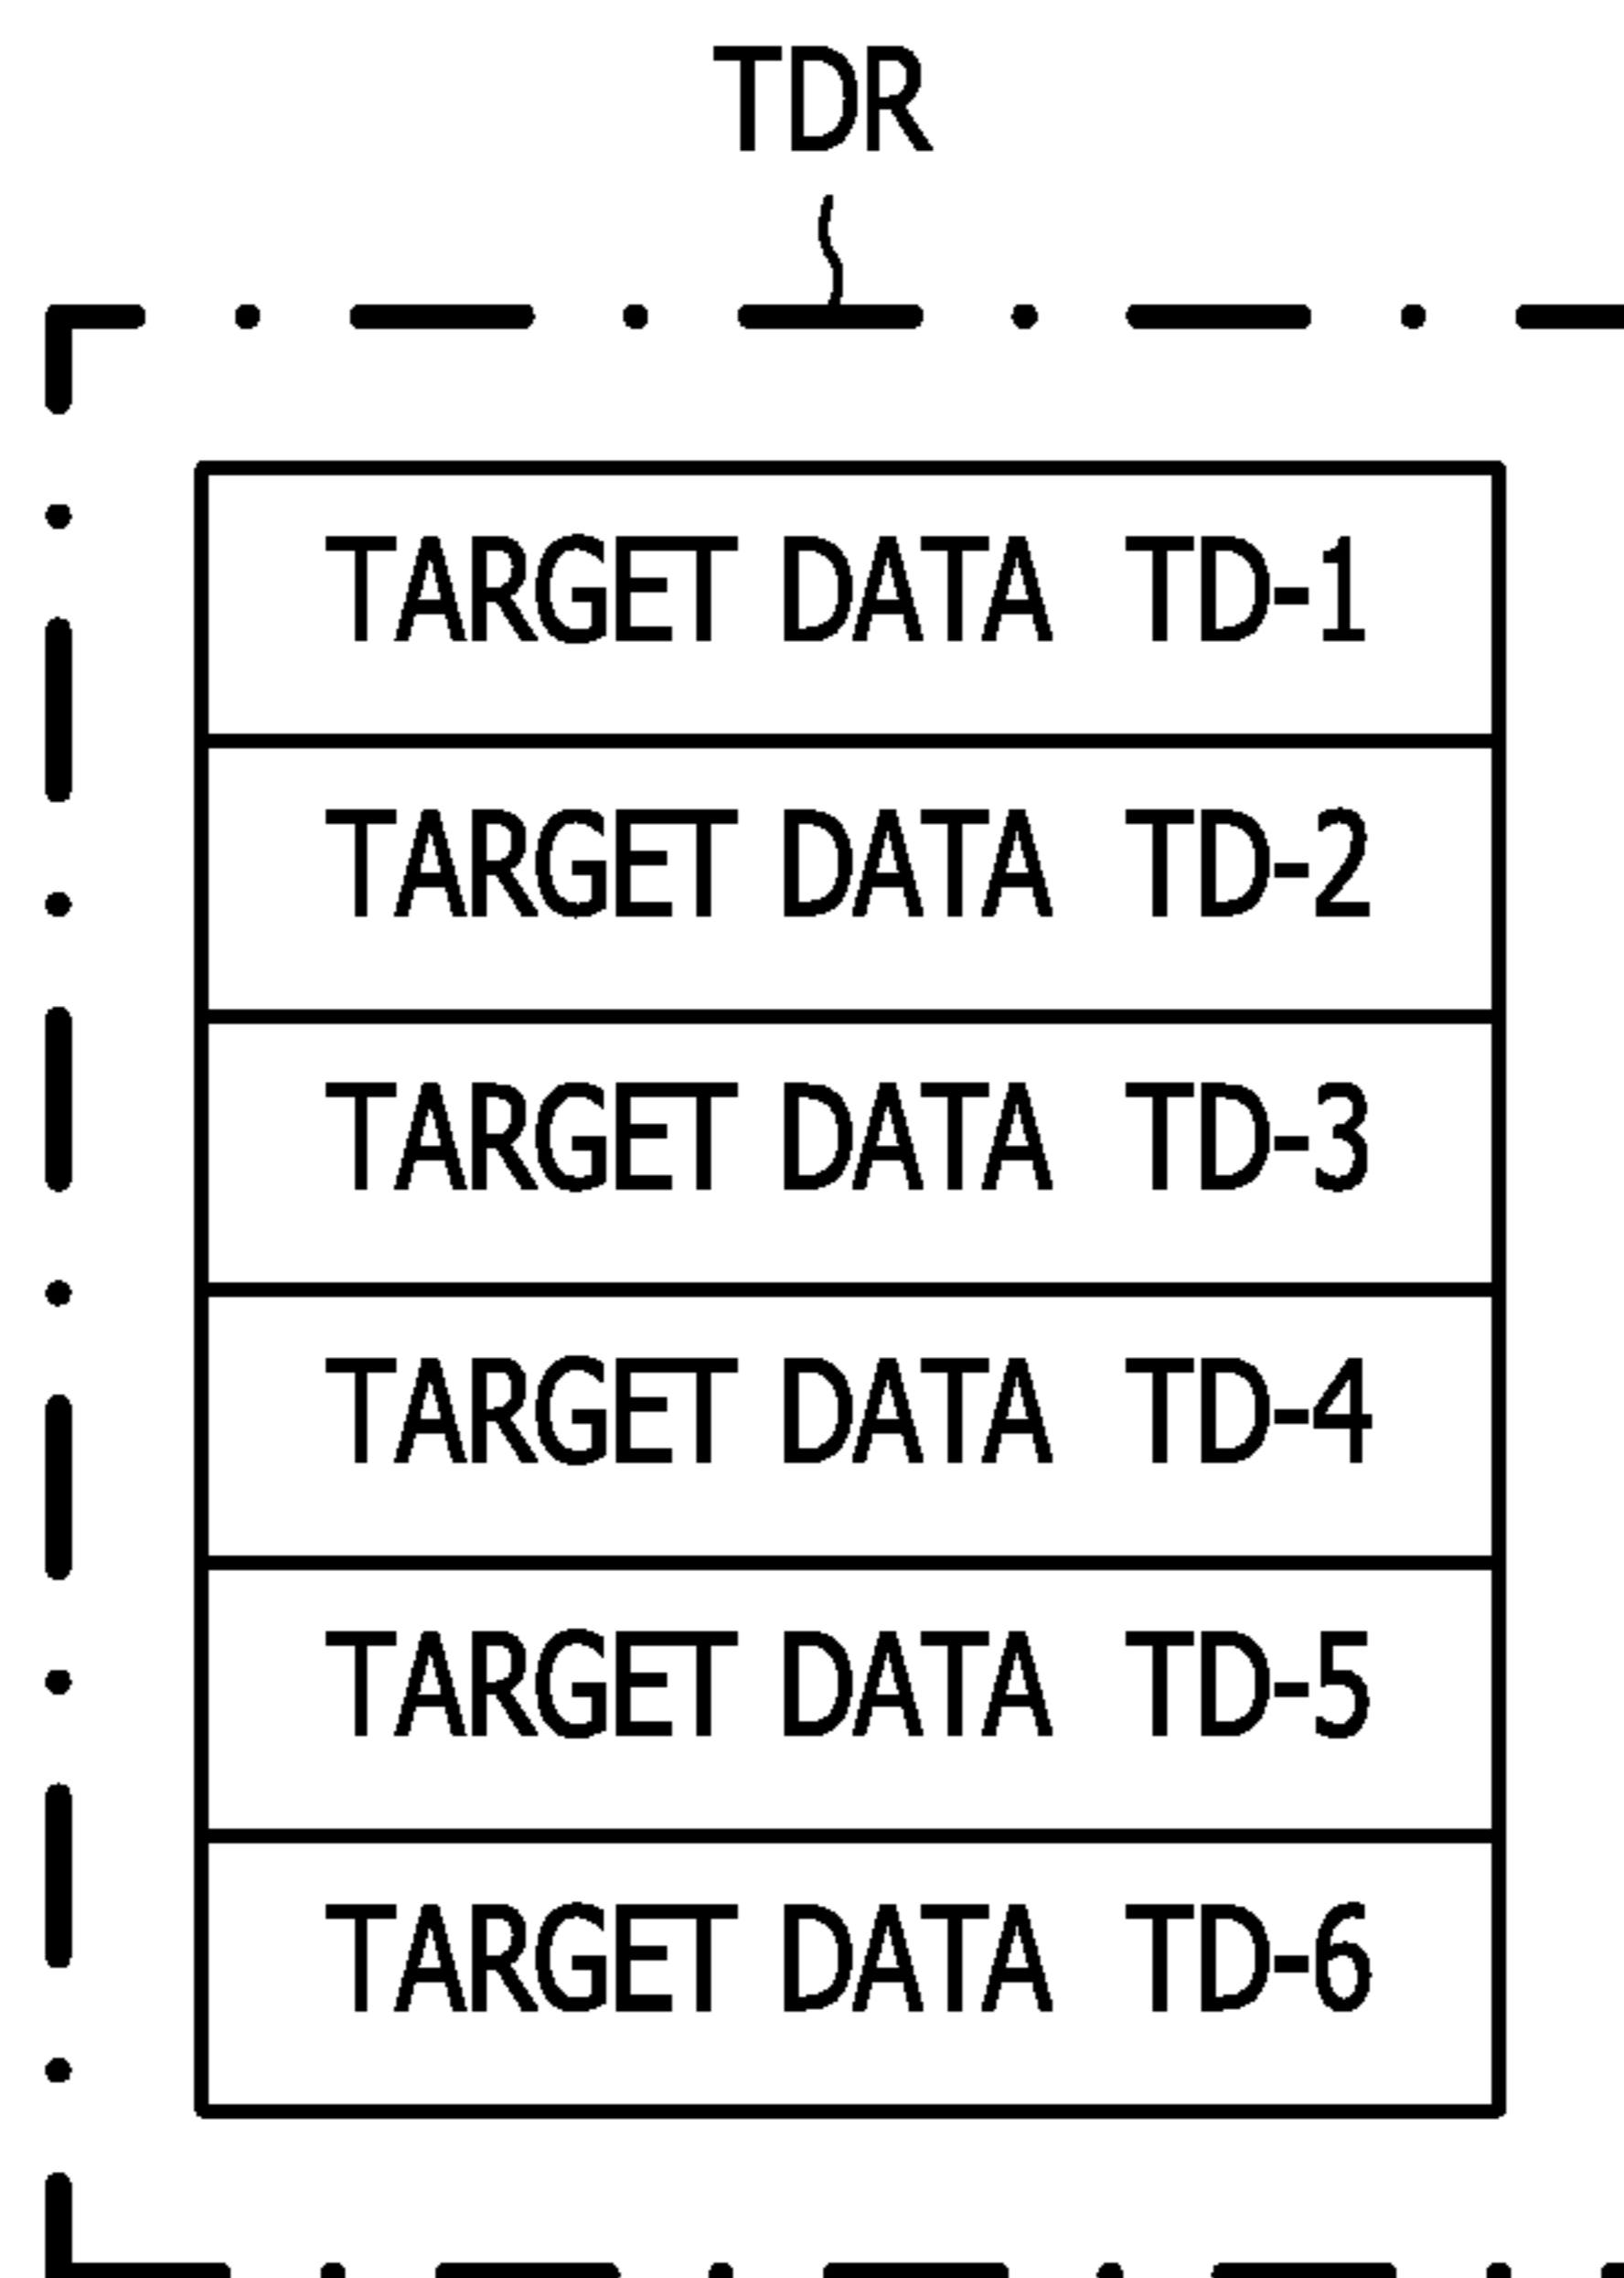 TDR
TARGET DATA TD-1
TARGET DATA TD-2
TARGET DATA TD-3
TARGET DATA TD-4
TARGET DATA TD-5
TARGET DATA TD-6